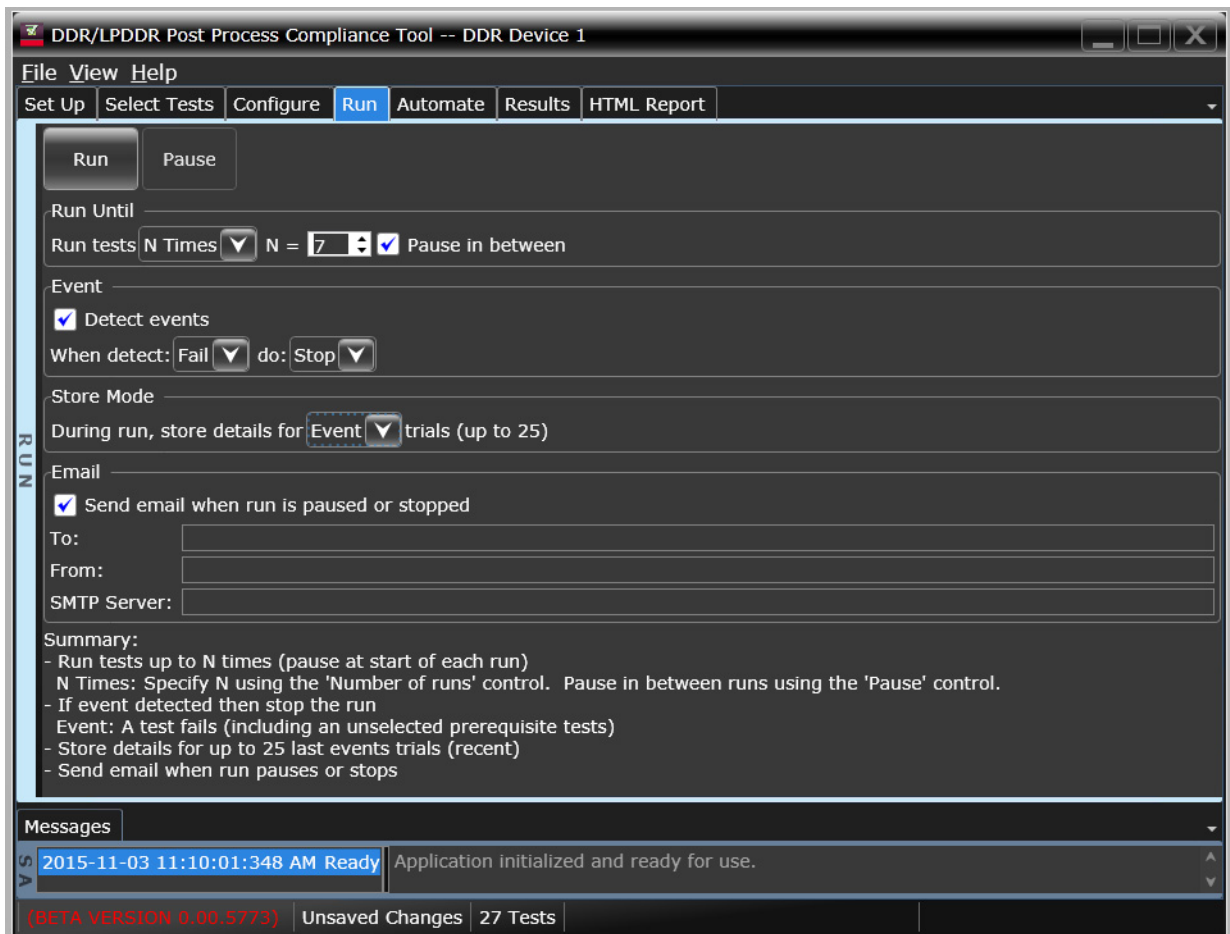 DDR/LPDDR Post Process Compliance Tool -- DDR Device 1
File View Help
Set Up Select Tests Configure Run Automate Results HTML Report
Run Pause
Run Until
Run tests N Times N = 7 Pause in between
Event
Detect events
When detect: Fail do: Stop
Store Mode
During run, store details for Event trials (up to 25)
RUN
Email
Send email when run is paused or stopped
To:
From:
SMTP Server:
Summary:
- Run tests up to N times (pause at start of each run)
N Times: Specify N using the 'Number of runs' control. Pause in between runs using the 'Pause' control.
- If event detected then stop the run
Event: A test fails (including an unselected prerequisite tests)
- Store details for up to 25 last events trials (recent)
- Send email when run pauses or stops
Messages
2015-11-03 11:10:01:348 AM Ready Application initialized and ready for use.
(BETA VERSION 0.00.5773) Unsaved Changes 27 Tests